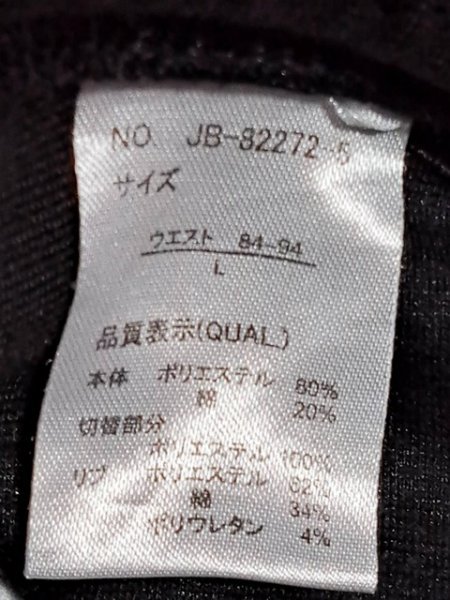 NO. JB-82272-5
サイズ
ウエスト 84-94
L
品質表示(QUAL.)
本体 ポリエステル 80%
綿 20%
切替部分
ポリエステル 100%
リブ ポリエステル 62%
綿 34%
ポリウレタン 4%